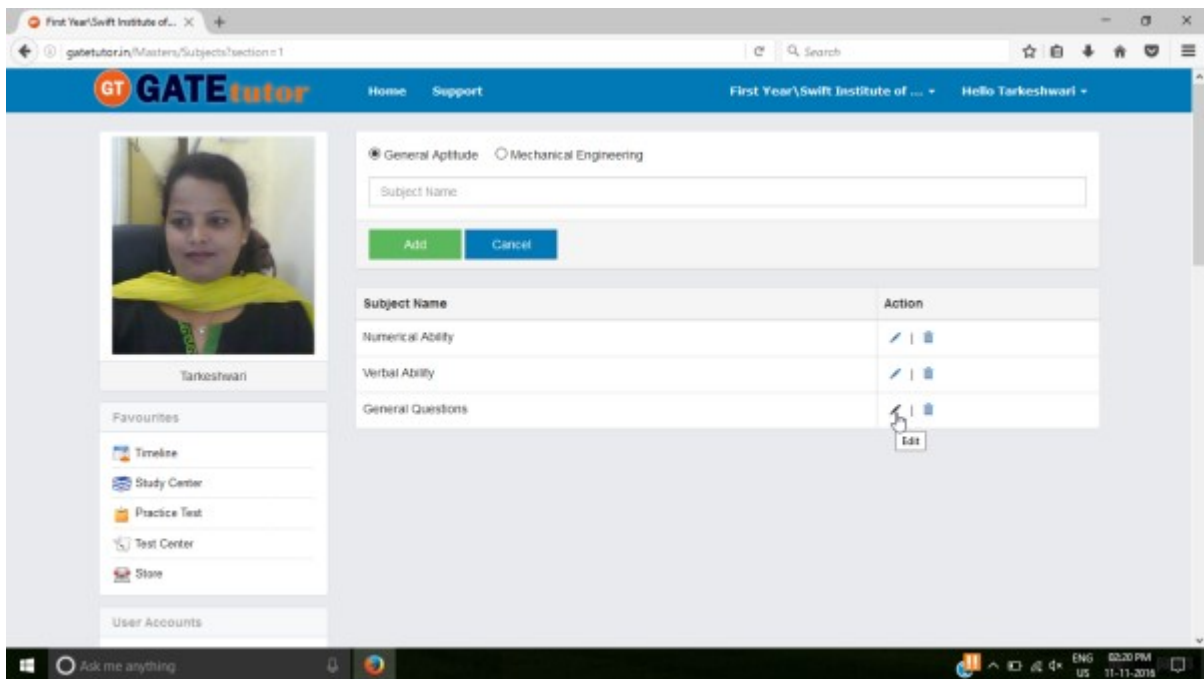 First Year\Swift Institute of...
gatetutor.in/Masters/Subjects?section=1
Search
GT GATEtutor
Home Support First Year\Swift Institute of .... Hello Tarkeshwari
General Aptitude Mechanical Engineering
Subject Name
Add Cancel
Subject Name Action
Numerical Ability
Verbal Ability
General Questions
Edit
Tarkeshwari
Favourites
Timeline
Study Center
Practice Test
Test Center
Store
User Accounts
Ask me anything
ENG 02:20 PM
US 11-11-2016